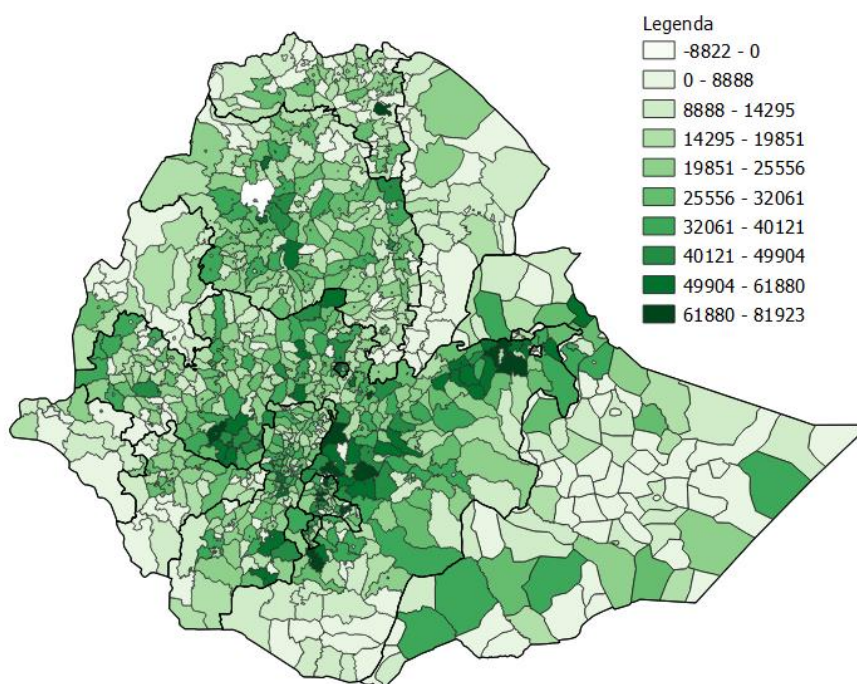 Legenda
-8822 - 0
0 - 8888
8888 - 14295
14295 - 19851
19851 - 25556
25556 - 32061
32061 - 40121
40121 - 49904
49904 - 61880
61880 - 81923